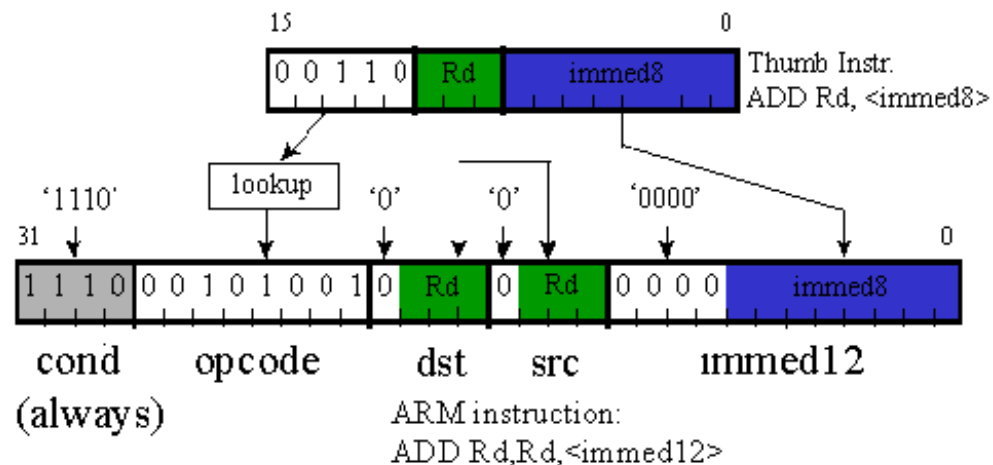 15 0
0 0 1 1 0 Rd immed8
Thumb Instr.
ADD Rd, <immed8>
lookup
‘1110’ ‘0’ ‘0’ ‘0000’
31 0
1 1 1 0 0 0 1 0 1 0 0 1 0 Rd 0 Rd 0 0 0 0 immed8
cond opcode dst src immed12
(always)
ARM instruction:
ADD Rd,Rd,<immed12>